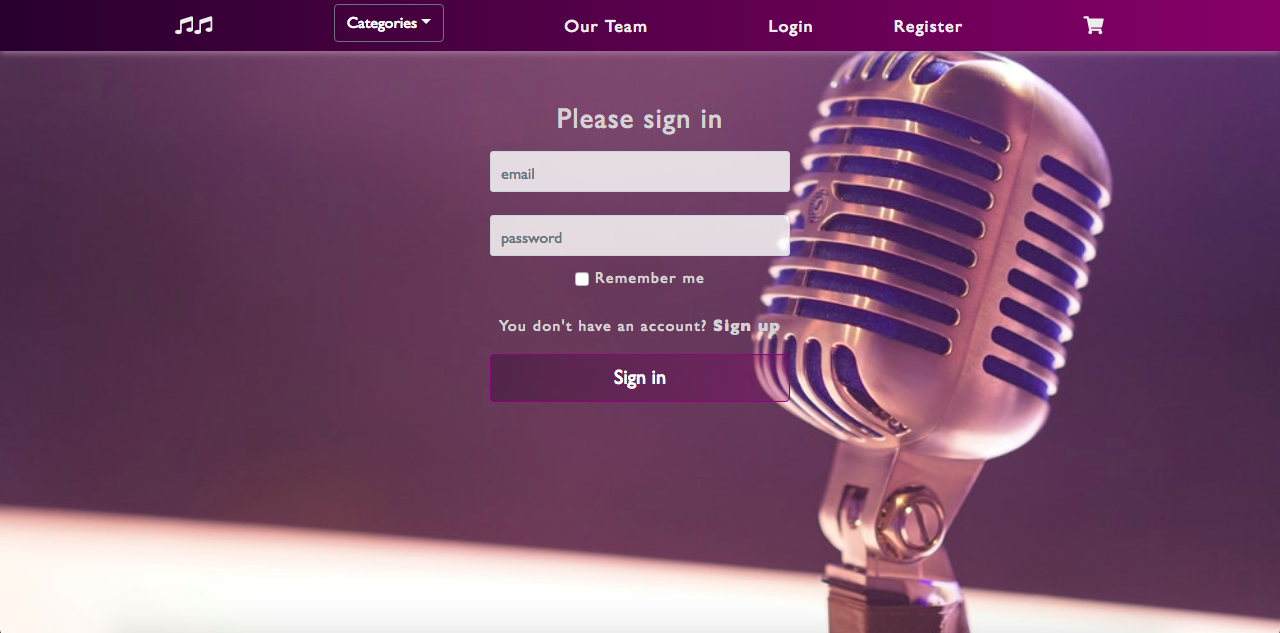 Categories
Our Team
Login
Register
Please sign in
email
password
Remember me
You don't have an account? Sign up
Sign in